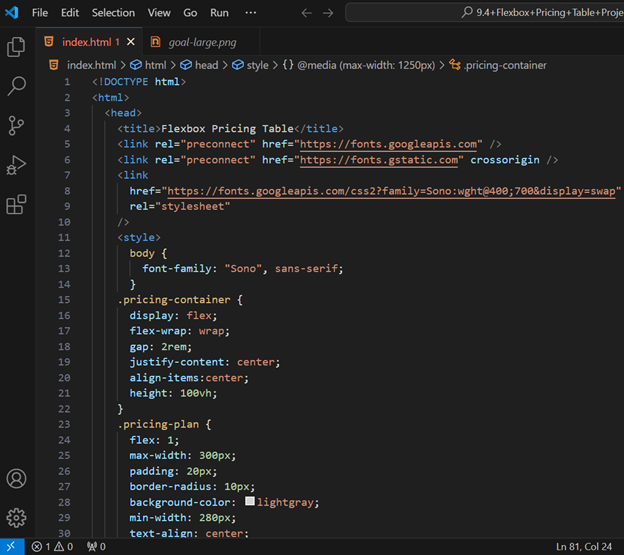 File Edit Selection View Go Run ··· 9.4+Flexbox+Pricing+Table+Proje
index.html 1 goal-large.png
index.html > html > head > style > {} @media (max-width: 1250px) > .pricing-container
1 <!DOCTYPE html>
2 <html>
3 <head>
4 <title>Flexbox Pricing Table</title>
5 <link rel="preconnect" href="https://fonts.googleapis.com" />
6 <link rel="preconnect" href="https://fonts.gstatic.com" crossorigin />
7 <link
8 href="https://fonts.googleapis.com/css2?family=Sono:wght@400;700&display=swap"
9 rel="stylesheet"
10 />
11 <style>
12 body {
13 font-family: "Sono", sans-serif;
14 }
15 .pricing-container {
16 display: flex;
17 flex-wrap: wrap;
18 gap: 2rem;
19 justify-content: center;
20 align-items:center;
21 height: 100vh;
22 }
23 .pricing-plan {
24 flex: 1;
25 max-width: 300px;
26 padding: 20px;
27 border-radius: 10px;
28 background-color: lightgray;
29 min-width: 280px;
30 text-align: center;
1 0 0 Ln 81, Col 24